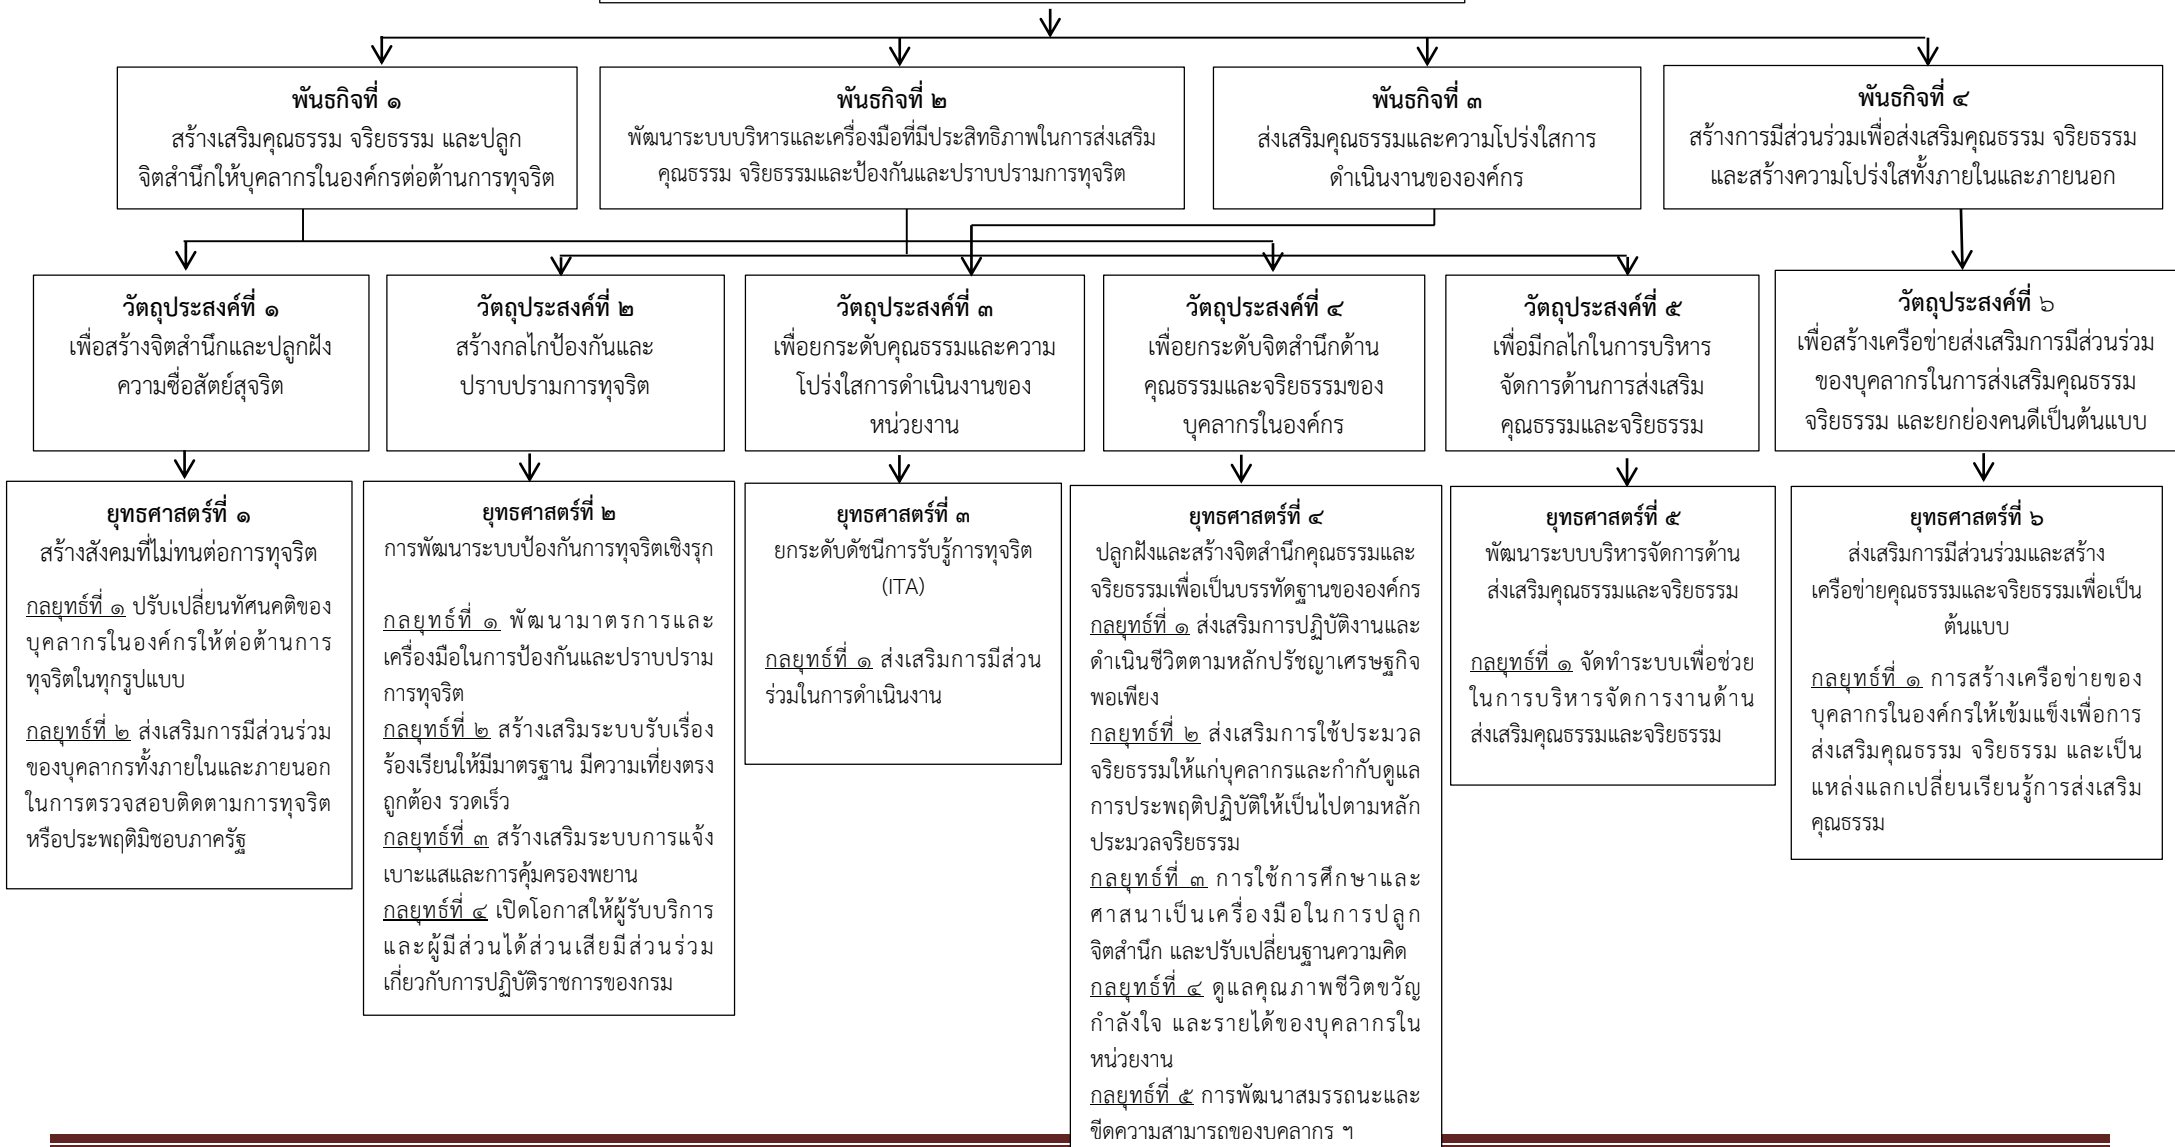 พันธกิจที่ ๑
สร้างเสริมคุณธรรม จริยธรรม และปลูก
จิตสำนึกให้บุคลากรในองค์กรต่อต้านการทุจริต
พันธกิจที่ ๒
พัฒนาระบบบริหารและเครื่องมือที่มีประสิทธิภาพในการส่งเสริม
คุณธรรม จริยธรรมและป้องกันและปราบปรามการทุจริต
พันธกิจที่ ๓
ส่งเสริมคุณธรรมและความโปร่งใสการ
ดำเนินงานขององค์กร
พันธกิจที่ ๔
สร้างการมีส่วนร่วมเพื่อส่งเสริมคุณธรรม จริยธรรม
และสร้างความโปร่งใสทั้งภายในและภายนอก
วัตถุประสงค์ที่ ๑
เพื่อสร้างจิตสำนึกและปลูกฝัง
ความซื่อสัตย์สุจริต
วัตถุประสงค์ที่ ๒
สร้างกลไกป้องกันและ
ปราบปรามการทุจริต
วัตถุประสงค์ที่ ๓
เพื่อยกระดับคุณธรรมและความ
โปร่งใสการดำเนินงานของ
หน่วยงาน
วัตถุประสงค์ที่ ๔
เพื่อยกระดับจิตสำนึกด้าน
คุณธรรมและจริยธรรมของ
บุคลากรในองค์กร
วัตถุประสงค์ที่ ๕
เพื่อมีกลไกในการบริหาร
จัดการด้านการส่งเสริม
คุณธรรมและจริยธรรม
วัตถุประสงค์ที่ ๖
เพื่อสร้างเครือข่ายส่งเสริมการมีส่วนร่วม
ของบุคลากรในการส่งเสริมคุณธรรม
จริยธรรม และยกย่องคนดีเป็นต้นแบบ
ยุทธศาสตร์ที่ ๑
สร้างสังคมที่ไม่ทนต่อการทุจริต
กลยุทธ์ที่ ๑ ปรับเปลี่ยนทัศนคติของ
บุคลากรในองค์กรให้ต่อต้านการ
ทุจริตในทุกรูปแบบ
กลยุทธ์ที่ ๒ ส่งเสริมการมีส่วนร่วม
ของบุคลากรทั้งภายในและภายนอก
ในการตรวจสอบติดตามการทุจริต
หรือประพฤติมิชอบภาครัฐ
ยุทธศาสตร์ที่ ๒
การพัฒนาระบบป้องกันการทุจริตเชิงรุก
กลยุทธ์ที่ ๑ พัฒนามาตรการและ
เครื่องมือในการป้องกันและปราบปราม
การทุจริต
กลยุทธ์ที่ ๒ สร้างเสริมระบบรับเรื่อง
ร้องเรียนให้มีมาตรฐาน มีความเที่ยงตรง
ถูกต้อง รวดเร็ว
กลยุทธ์ที่ ๓ สร้างเสริมระบบการแจ้ง
เบาะแสและการคุ้มครองพยาน
กลยุทธ์ที่ ๔ เปิดโอกาสให้ผู้รับบริการ
และผู้มีส่วนได้ส่วนเสียมีส่วนร่วม
เกี่ยวกับการปฏิบัติราชการของกรม
ยุทธศาสตร์ที่ ๓
ยกระดับดัชนีการรับรู้การทุจริต
(ITA)
กลยุทธ์ที่ ๑ ส่งเสริมการมีส่วน
ร่วมในการดำเนินงาน
ยุทธศาสตร์ที่ ๔
ปลูกฝังและสร้างจิตสำนึกคุณธรรมและ
จริยธรรมเพื่อเป็นบรรทัดฐานขององค์กร
กลยุทธ์ที่ ๑ ส่งเสริมการปฏิบัติงานและ
ดำเนินชีวิตตามหลักปรัชญาเศรษฐกิจ
พอเพียง
กลยุทธ์ที่ ๒ ส่งเสริมการใช้ประมวล
จริยธรรมให้แก่บุคลากรและกำกับดูแล
การประพฤติปฏิบัติให้เป็นไปตามหลัก
ประมวลจริยธรรม
กลยุทธ์ที่ ๓ การใช้การศึกษาและ
ศาสนาเป็นเครื่องมือในการปลูก
จิตสำนึก และปรับเปลี่ยนฐานความคิด
กลยุทธ์ที่ ๔ ดูแลคุณภาพชีวิตขวัญ
กำลังใจ และรายได้ของบุคลากรใน
หน่วยงาน
กลยุทธ์ที่ ๕ การพัฒนาสมรรถนะและ
ขีดความสามารถของบุคลากร ฯ
ยุทธศาสตร์ที่ ๕
พัฒนาระบบบริหารจัดการด้าน
ส่งเสริมคุณธรรมและจริยธรรม
กลยุทธ์ที่ ๑ จัดทำระบบเพื่อช่วย
ในการบริหารจัดการงานด้าน
ส่งเสริมคุณธรรมและจริยธรรม
ยุทธศาสตร์ที่ ๖
ส่งเสริมการมีส่วนร่วมและสร้าง
เครือข่ายคุณธรรมและจริยธรรมเพื่อเป็น
ต้นแบบ
กลยุทธ์ที่ ๑ การสร้างเครือข่ายของ
บุคลากรในองค์กรให้เข้มแข็งเพื่อการ
ส่งเสริมคุณธรรม จริยธรรม และเป็น
แหล่งแลกเปลี่ยนเรียนรู้การส่งเสริม
คุณธรรม